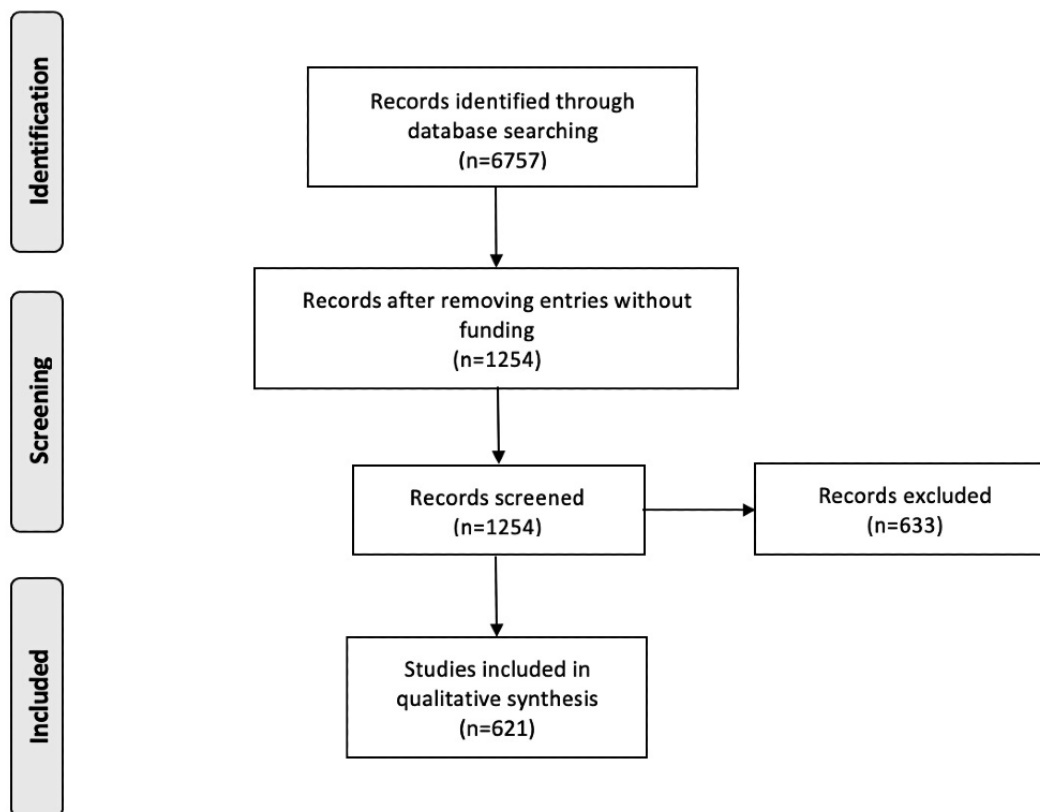 Identification
Records identified through
database searching
(n=6757)
Screening
Records after removing entries without
funding
(n=1254)
Records screened
(n=1254)
Records excluded
(n=633)
Included
Studies included in
qualitative synthesis
(n=621)